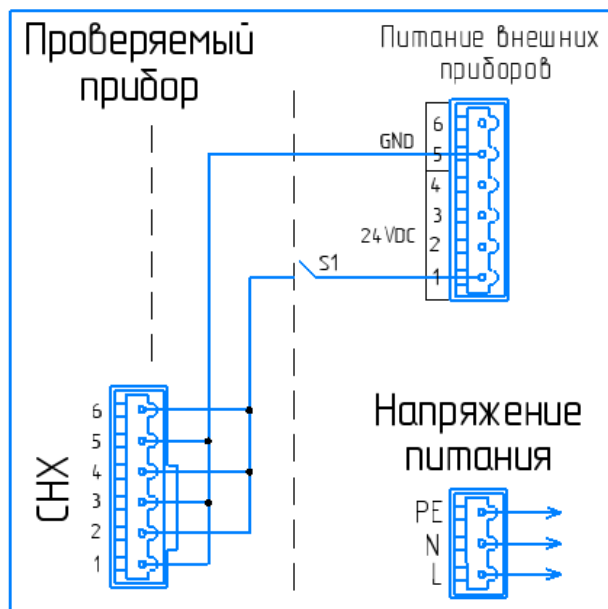 Проверяемый
прибор
Питание внешних
приборов
6
GND
5
4
3
24VDC
2
S1
1
6
5
4
3
2
1
CHX
Напряжение
питания
PE
N
L